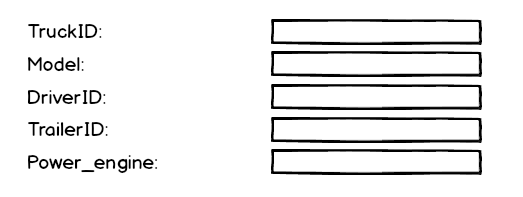 TruckID:
Model:
DriverID:
TrailerID:
Power_engine: